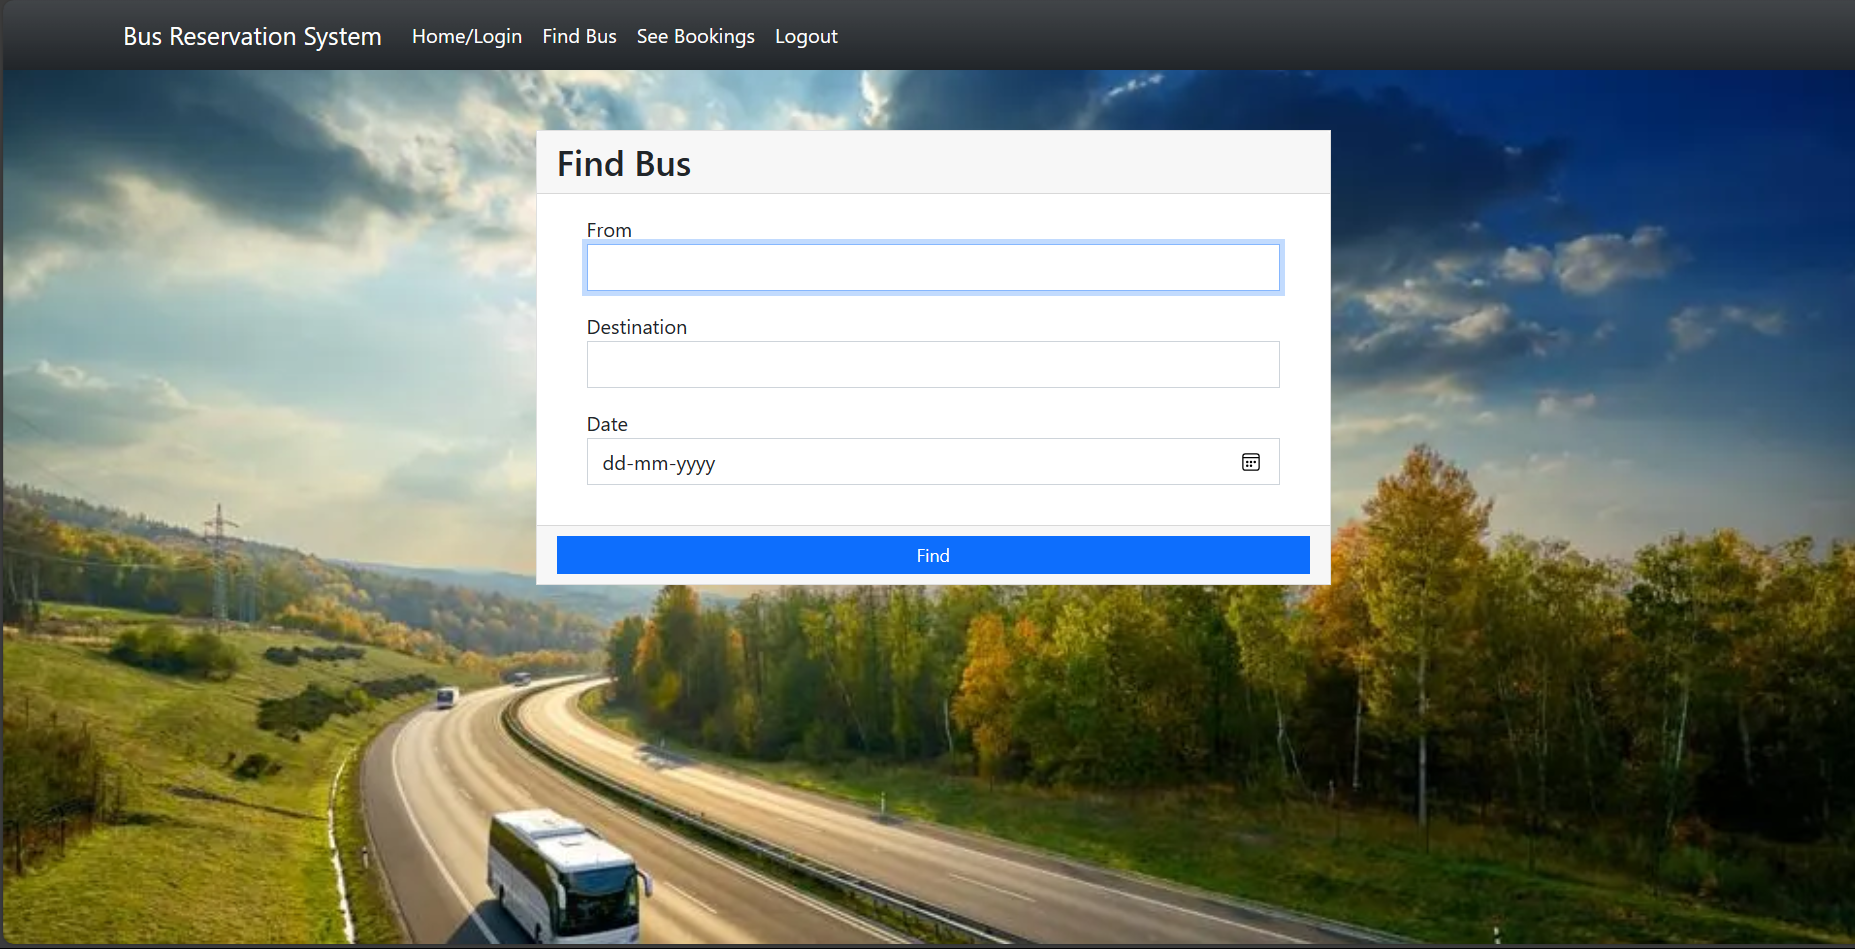 Bus Reservation System Home/Login Find Bus See Bookings Logout
Find Bus
From
Destination
Date
dd-mm-yyyy
Find